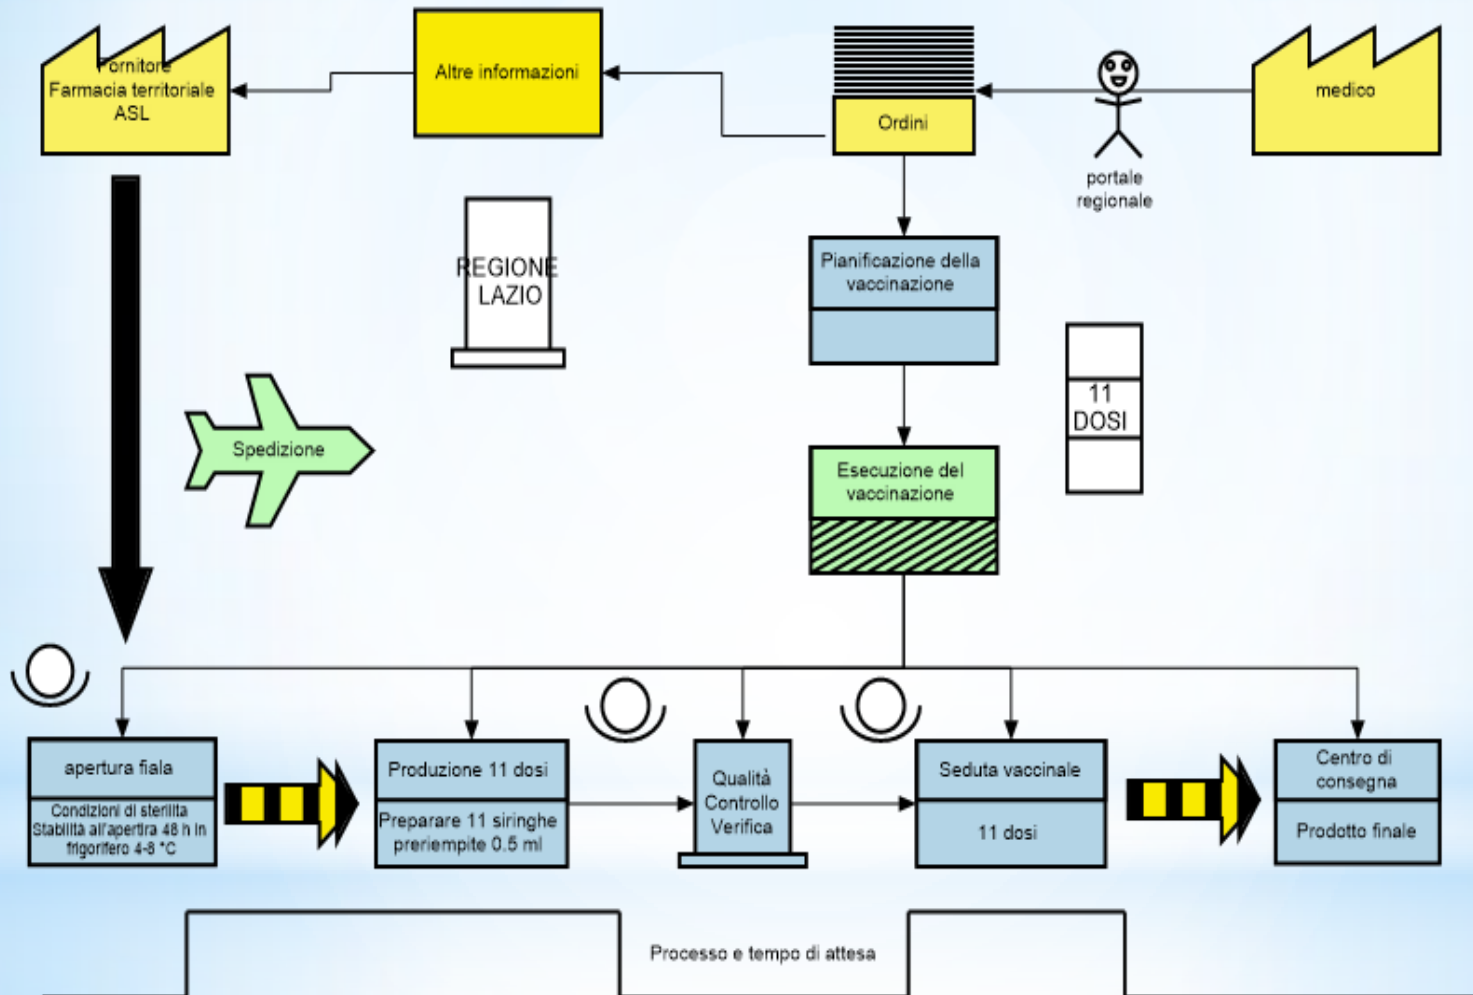 Fornitore
Farmacia territoriale
ASL
Altre informazioni
Ordini
medico
portale
regionale
REGIONE
LAZIO
Pianificazione della
vaccinazione
11
DOSI
Spedizione
Esecuzione del
vaccinazione
apertura fiala
Condizioni di sterilita
Stabilità all'apertira 48 h in
frigorifero 4-8 °C
Produzione 11 dosi
Preparare 11 siringhe
preriempite 0.5 ml
Qualità
Controllo
Verifica
Seduta vaccinale
11 dosi
Centro di
consegna
Prodotto finale
Processo e tempo di attesa